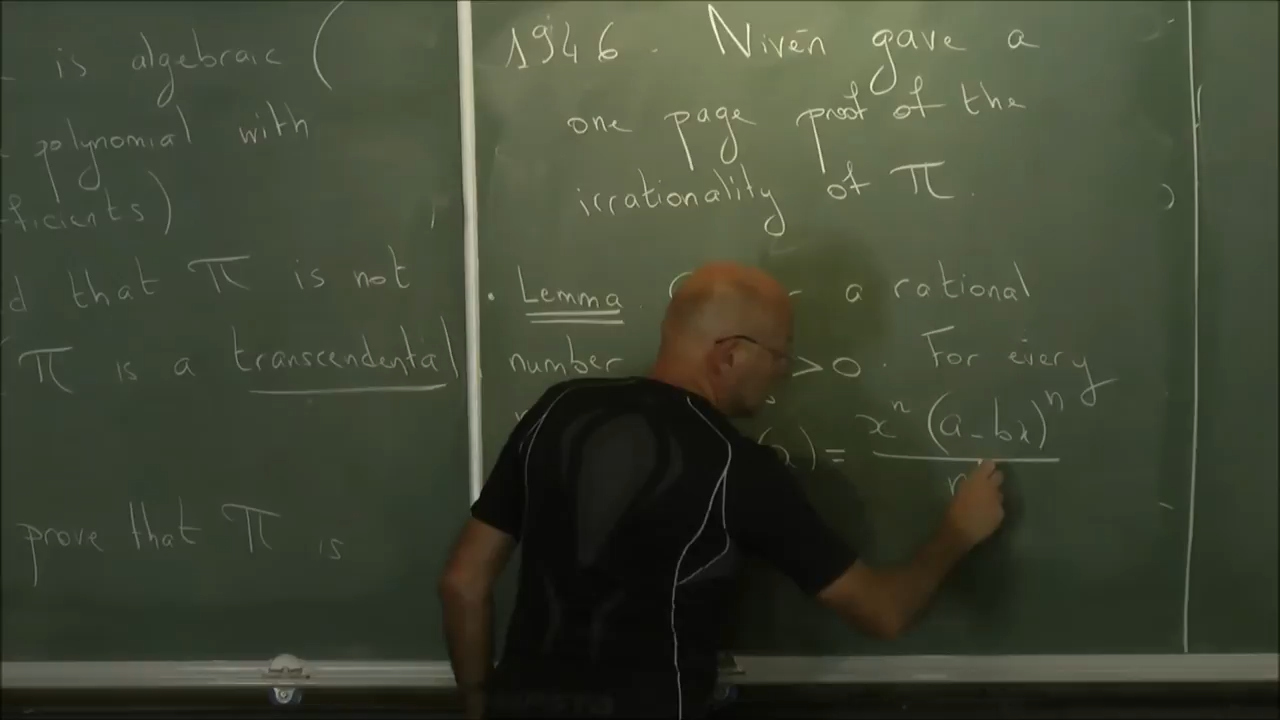 is algebraic (
polynomial with
fficients)
d that π is not
π is a transcendental
prove that π is
1946. Niven gave a
one page proof of the
irrationality of π.
Lemma. a rational
number > 0. For every
(x) = x^n (a - bx)^n
n